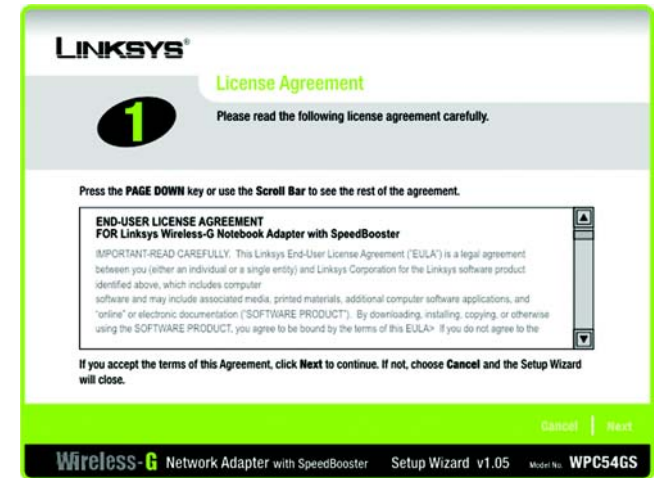 LINKSYS®
License Agreement
1
Please read the following license agreement carefully.
Press the PAGE DOWN key or use the Scroll Bar to see the rest of the agreement.
END-USER LICENSE AGREEMENT
FOR Linksys Wireless-G Notebook Adapter with SpeedBooster
IMPORTANT-READ CAREFULLY. This Linksys End-User License Agreement ("EULA") is a legal agreement
between you (either an individual or a single entity) and Linksys Corporation for the Linksys software product
identified above, which includes computer
software and may include associated media, printed materials, additional computer software applications, and
"online" or electronic documentation ("SOFTWARE PRODUCT"). By downloading, installing, copying, or otherwise
using the SOFTWARE PRODUCT, you agree to be bound by the terms of this EULA> If you do not agree to the
If you accept the terms of this Agreement, click Next to continue. If not, choose Cancel and the Setup Wizard
will close.
Cancel | Next
Wireless-G Network Adapter with SpeedBooster Setup Wizard v1.05 Model No. WPC54GS